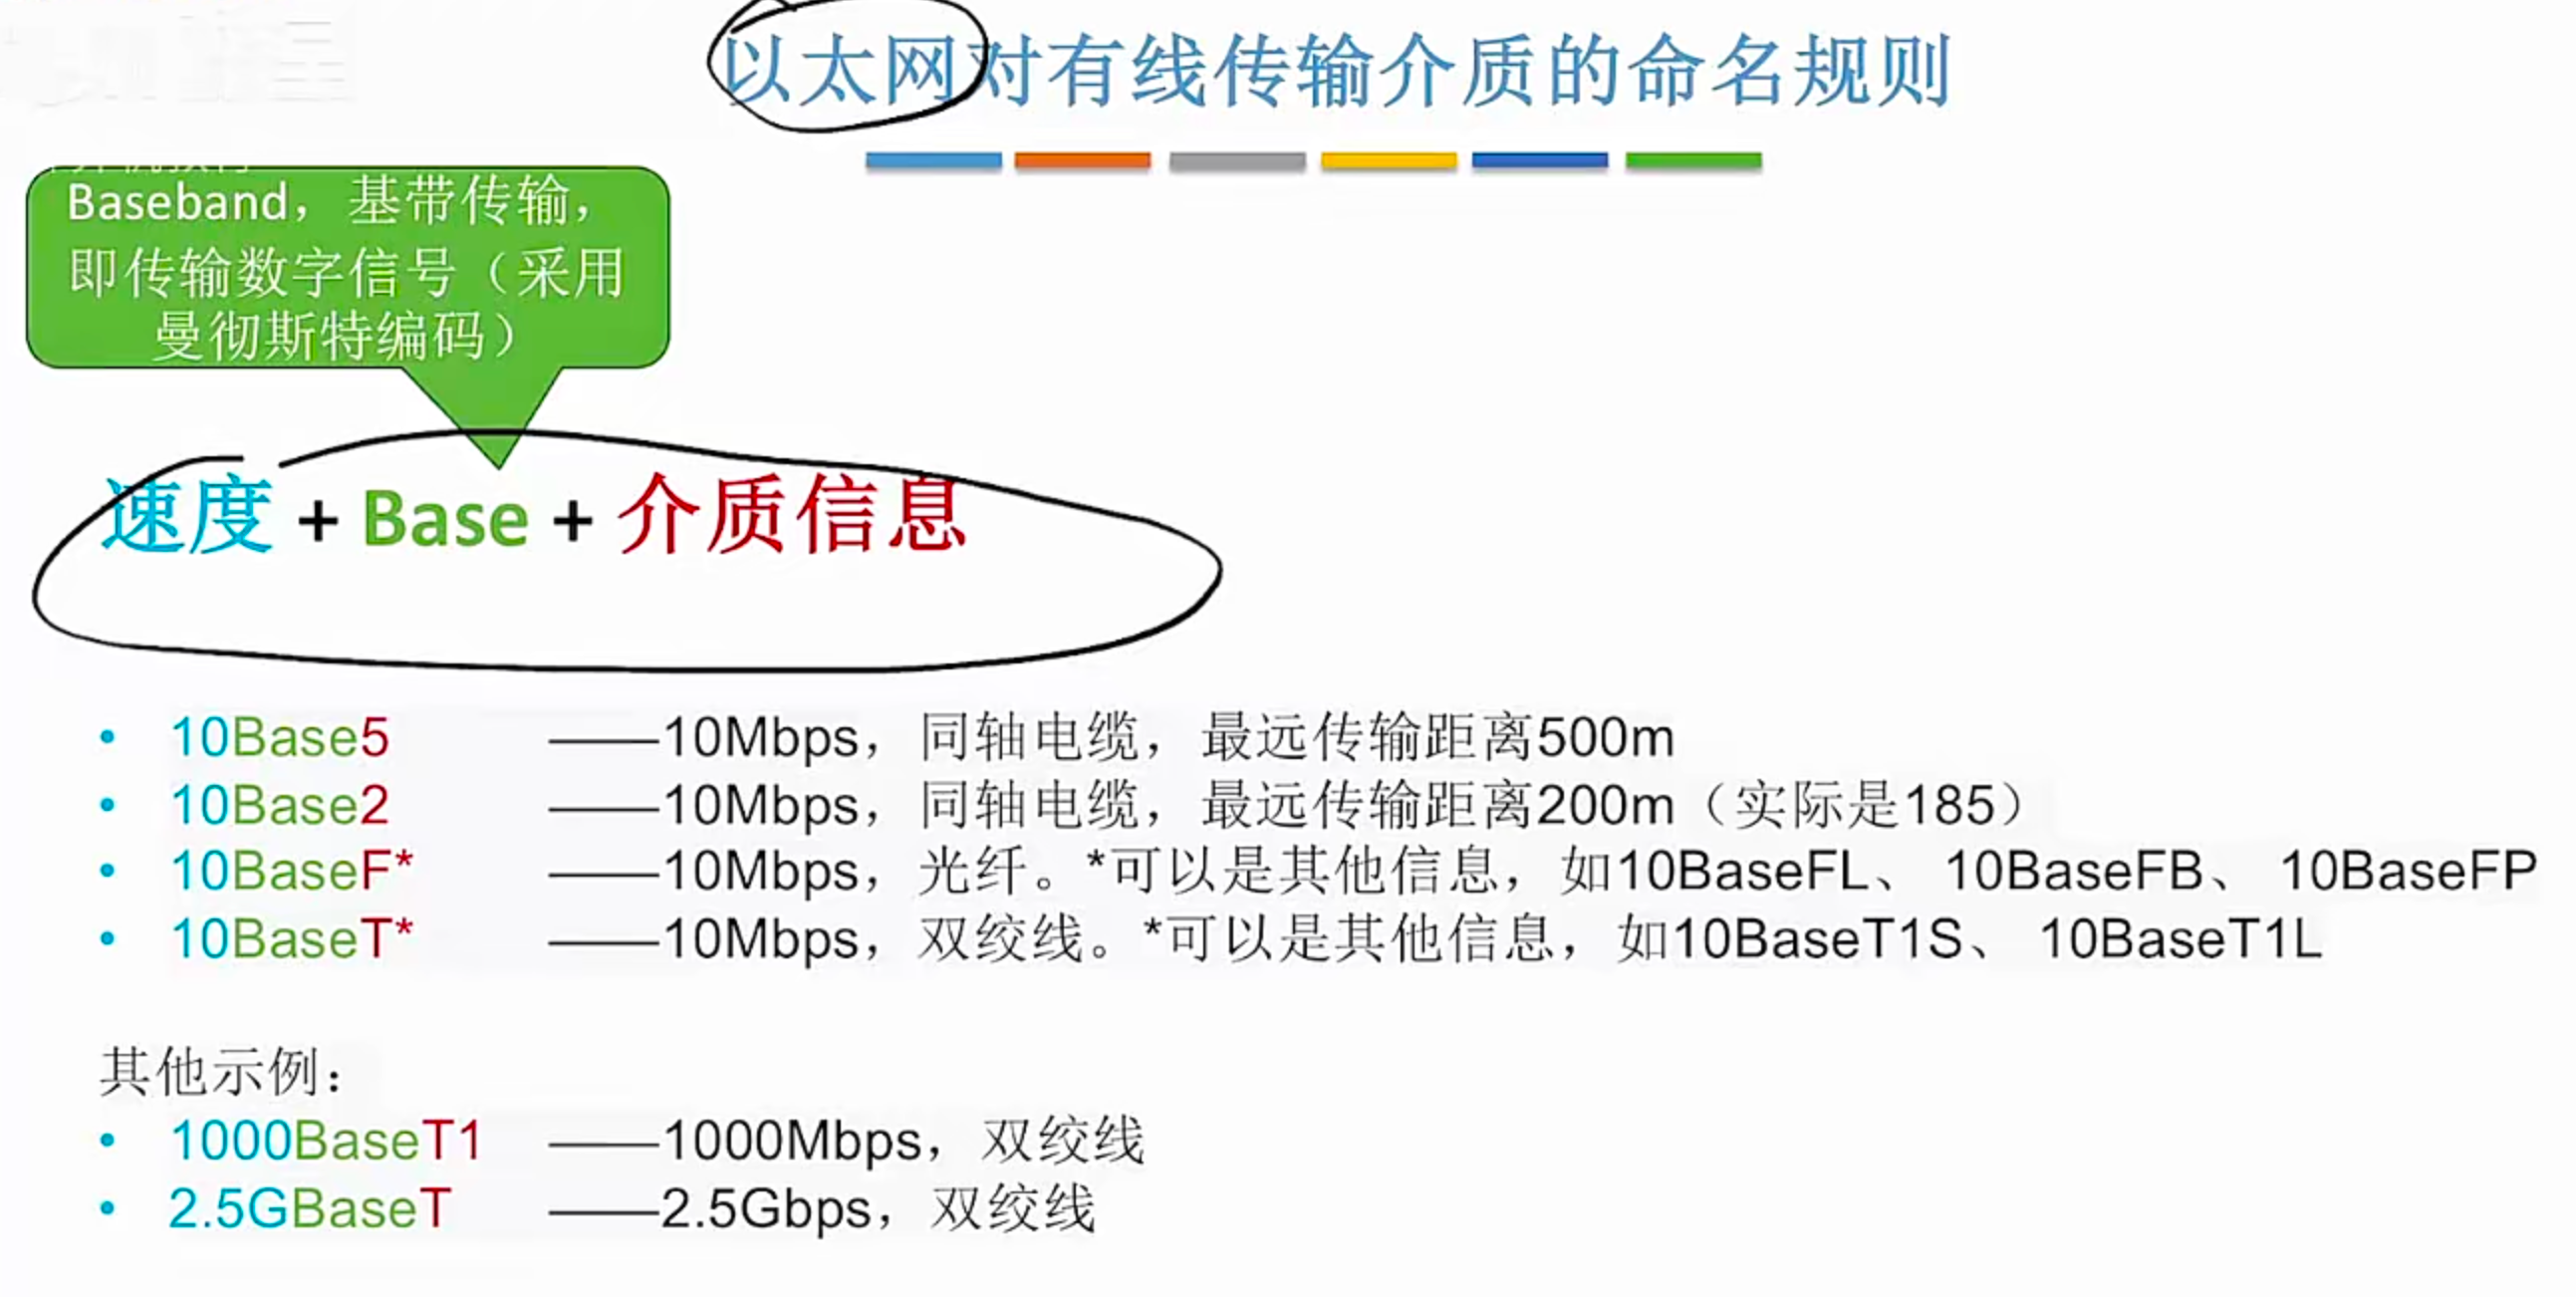 以太网对有线传输介质的命名规则
Baseband，基带传输，
即传输数字信号（采用
曼彻斯特编码）
速度 + Base + 介质信息
• 10Base5 ——10Mbps，同轴电缆，最远传输距离500m
• 10Base2 ——10Mbps，同轴电缆，最远传输距离200m（实际是185）
• 10BaseF* ——10Mbps，光纤。*可以是其他信息，如10BaseFL、 10BaseFB、 10BaseFP
• 10BaseT* ——10Mbps，双绞线。*可以是其他信息，如10BaseT1S、 10BaseT1L
其他示例：
• 1000BaseT1 ——1000Mbps，双绞线
• 2.5GBaseT ——2.5Gbps，双绞线